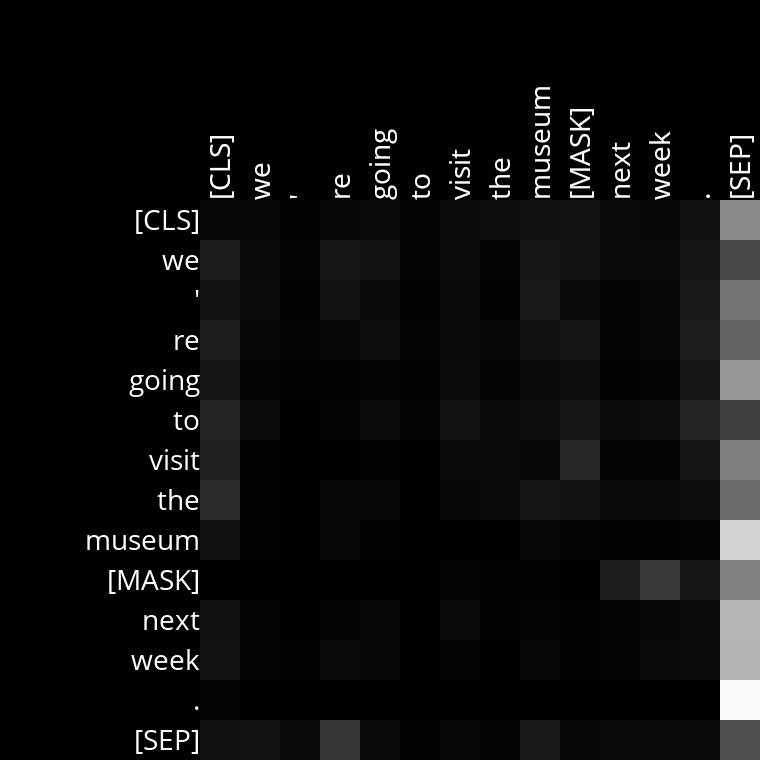 [CLS] we ' re going to visit the museum [MASK] next week . [SEP]
[CLS]
we
'
re
going
to
visit
the
museum
[MASK]
next
week
.
[SEP]